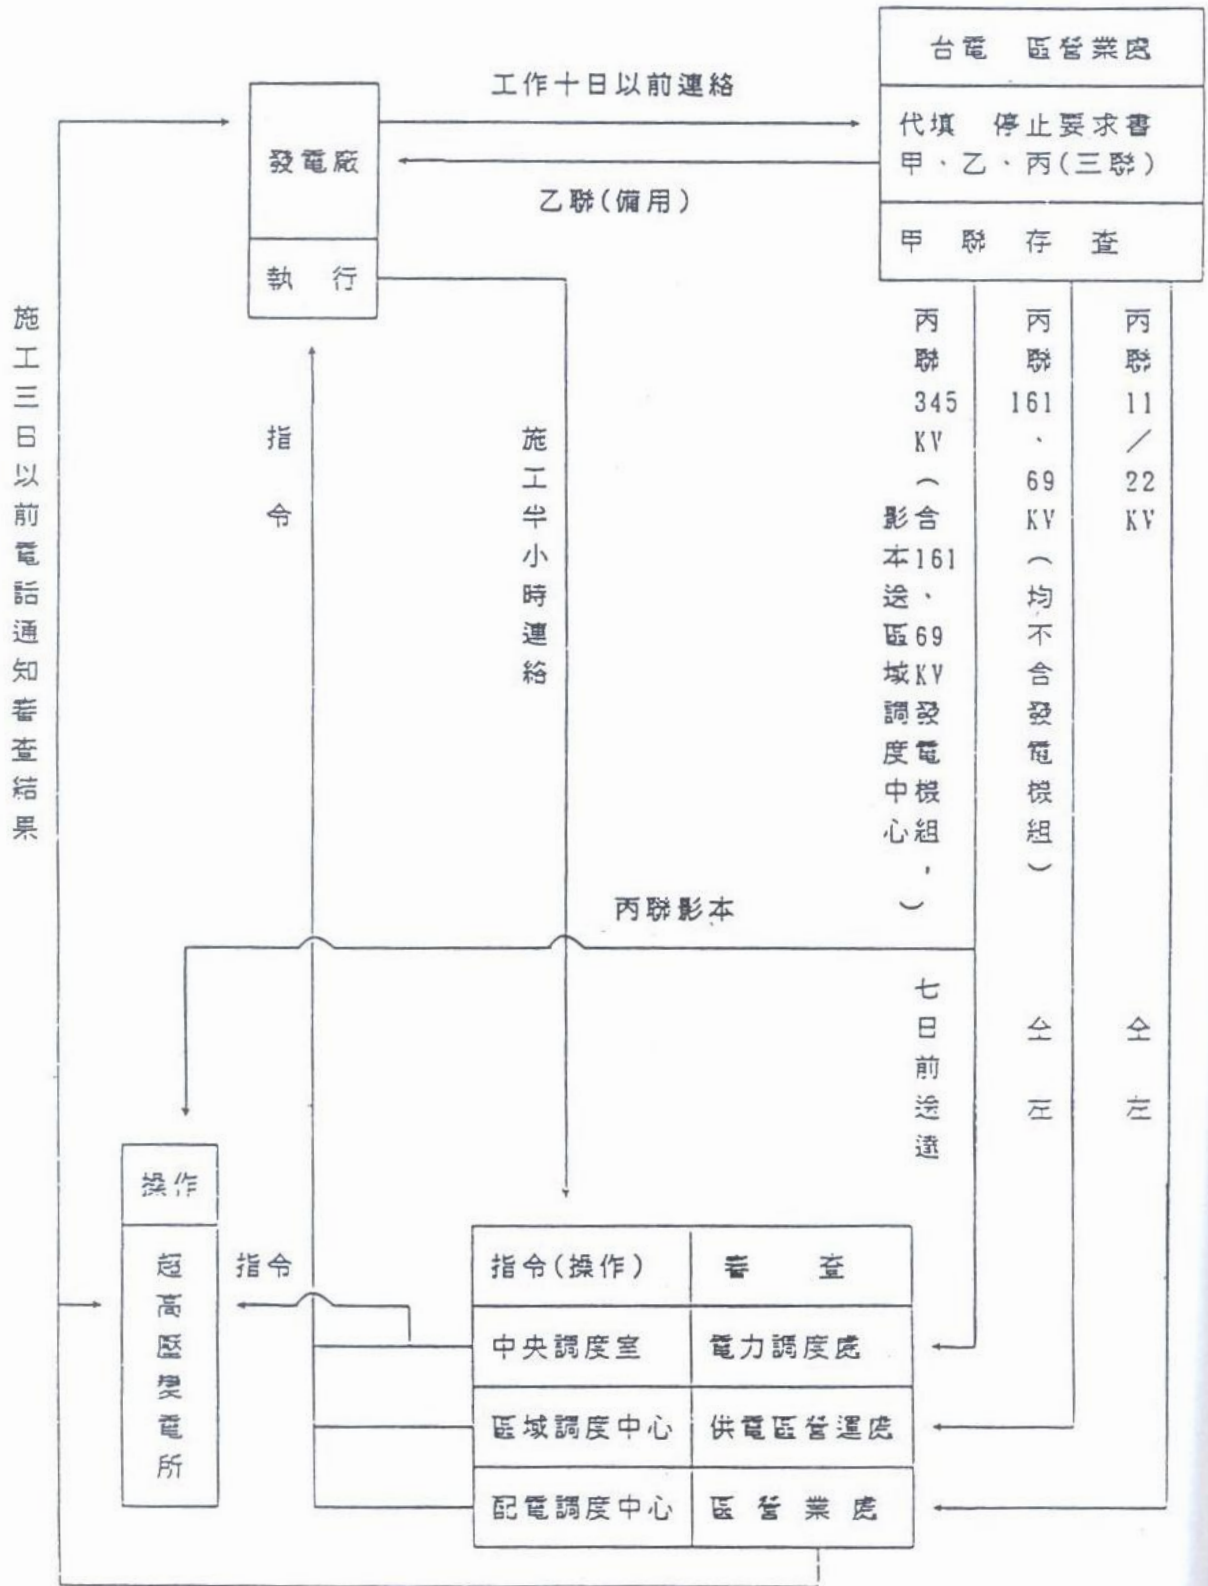 台電 區營業處
代填 停止要求書
甲、乙、丙(三聯)
甲聯存查
工作十日以前連絡
乙聯(備用)
發電廠
執行
施工三日以前電話通知審查結果
指令
施工半小時連絡
丙聯345KV(含161、69KV發電機組,
影本送區域調度中心)
丙聯161、69KV(均不含發電機組)
丙聯11/22KV
丙聯影本
七日前送達
仝左
仝左
操作
超高壓變電所
指令
指令(操作)
審查
中央調度室
電力調度處
區域調度中心
供電區營運處
配電調度中心
區營業處